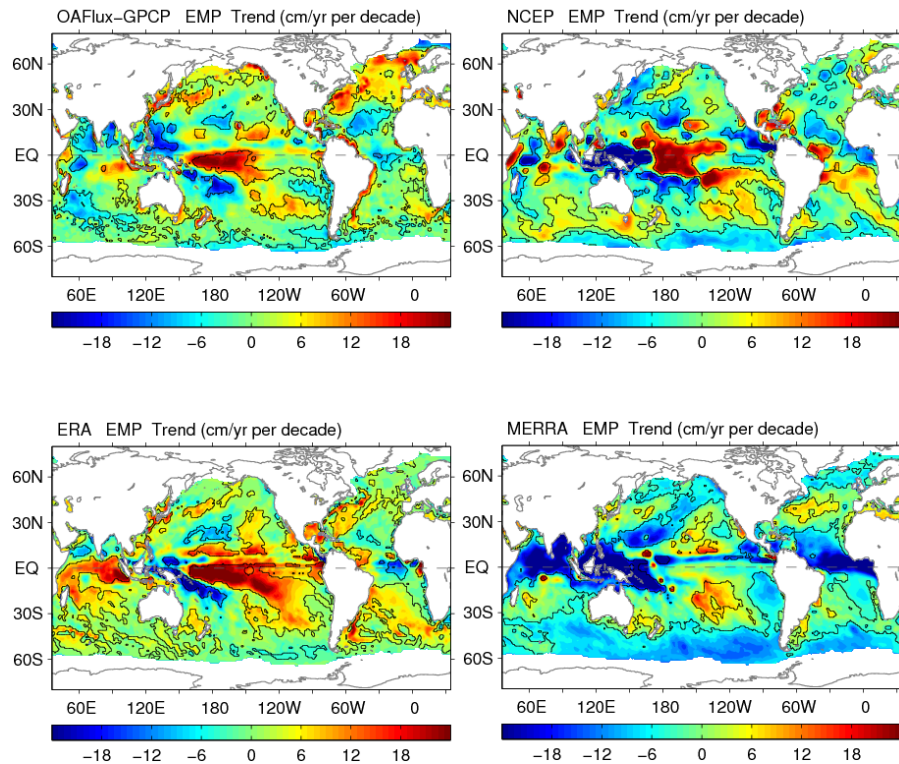 OAFlux-GPCP EMP Trend (cm/yr per decade)
60N
30N
EQ
30S
60S
60E 120E 180 120W 60W 0
−18 −12 −6 0 6 12 18
NCEP EMP Trend (cm/yr per decade)
60N
30N
EQ
30S
60S
60E 120E 180 120W 60W 0
−18 −12 −6 0 6 12 18
ERA EMP Trend (cm/yr per decade)
60N
30N
EQ
30S
60S
60E 120E 180 120W 60W 0
−18 −12 −6 0 6 12 18
MERRA EMP Trend (cm/yr per decade)
60N
30N
EQ
30S
60S
60E 120E 180 120W 60W 0
−18 −12 −6 0 6 12 18